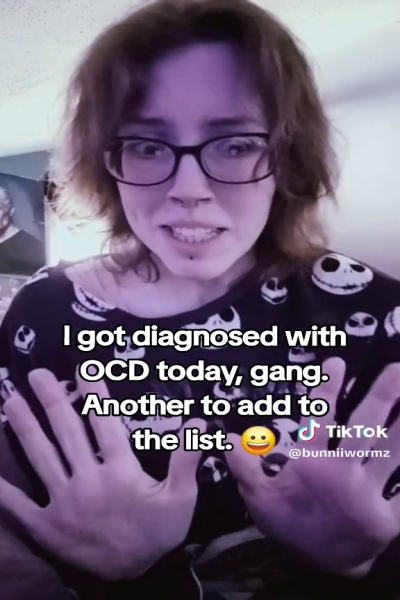 I got diagnosed with
OCD today, gang.
Another to add to
the list. 😀
TikTok
@bunniiwormz